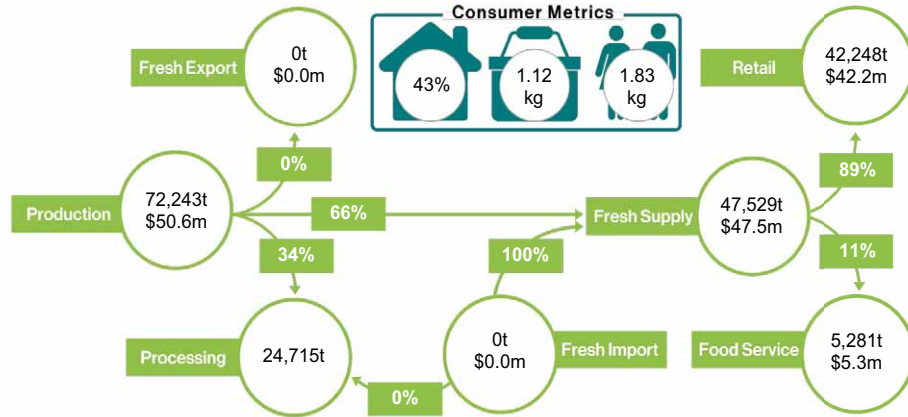 Consumer Metrics
43%
1.12
kg
1.83
kg
Fresh Export
0t
$0.0m
Retail
42,248t
$42.2m
0%
89%
Production
72,243t
$50.6m
66%
Fresh Supply
47,529t
$47.5m
34%
100%
11%
Processing
24,715t
0t
$0.0m
Fresh Import
Food Service
5,281t
$5.3m
0%